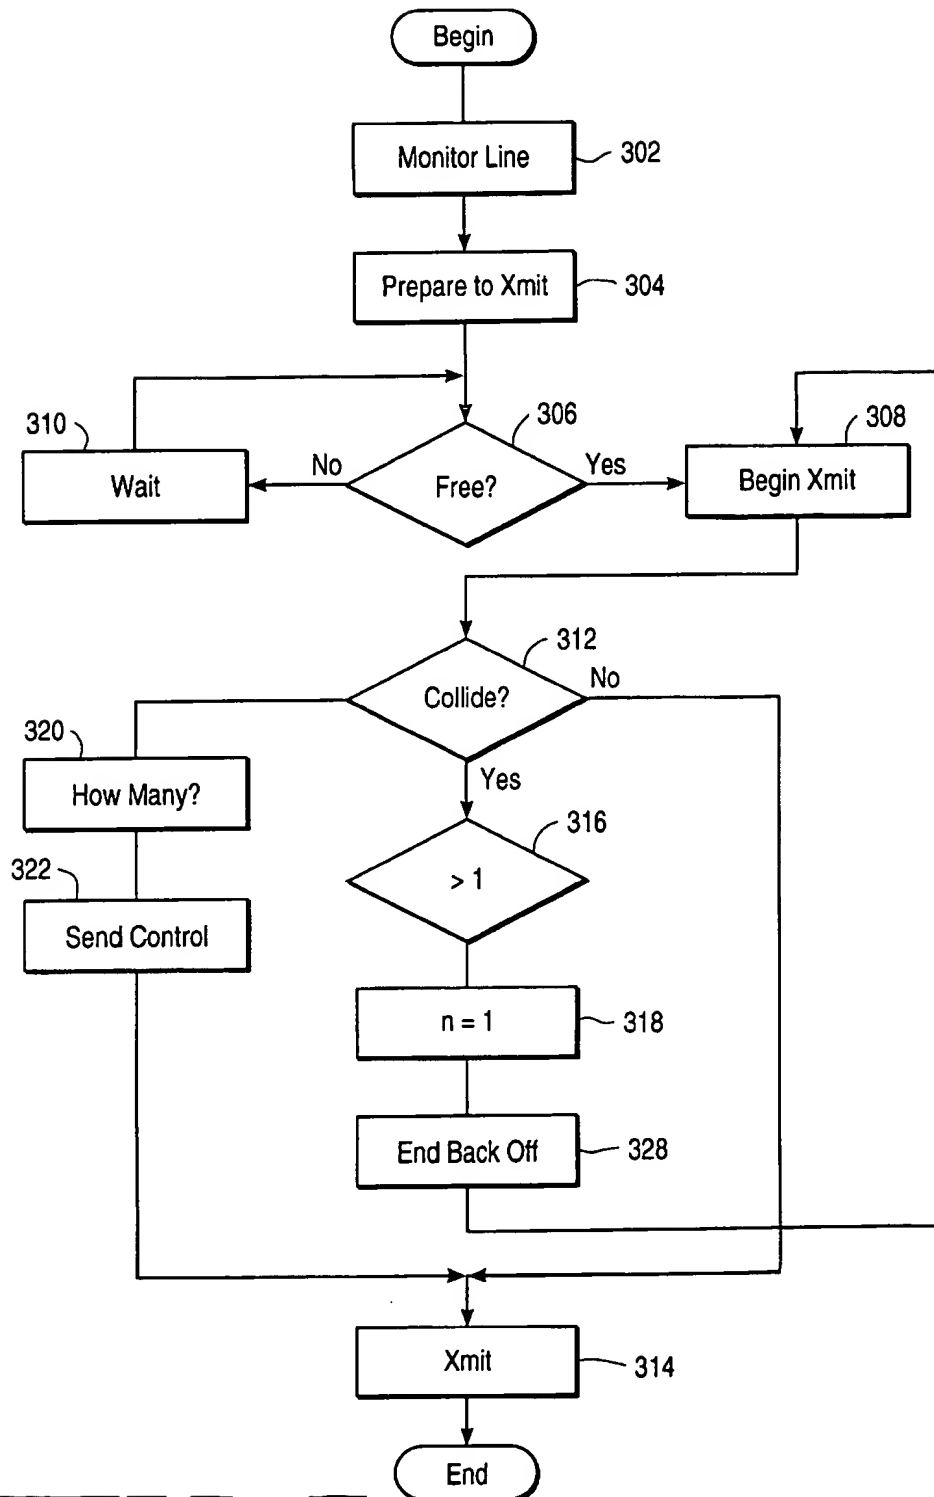 Begin
Monitor Line
302
Prepare to Xmit
304
306
310
308
Wait
No
Free?
Yes
Begin Xmit
312
Collide?
No
320
How Many?
Yes
316
> 1
322
Send Control
n = 1
318
End Back Off
328
Xmit
314
End